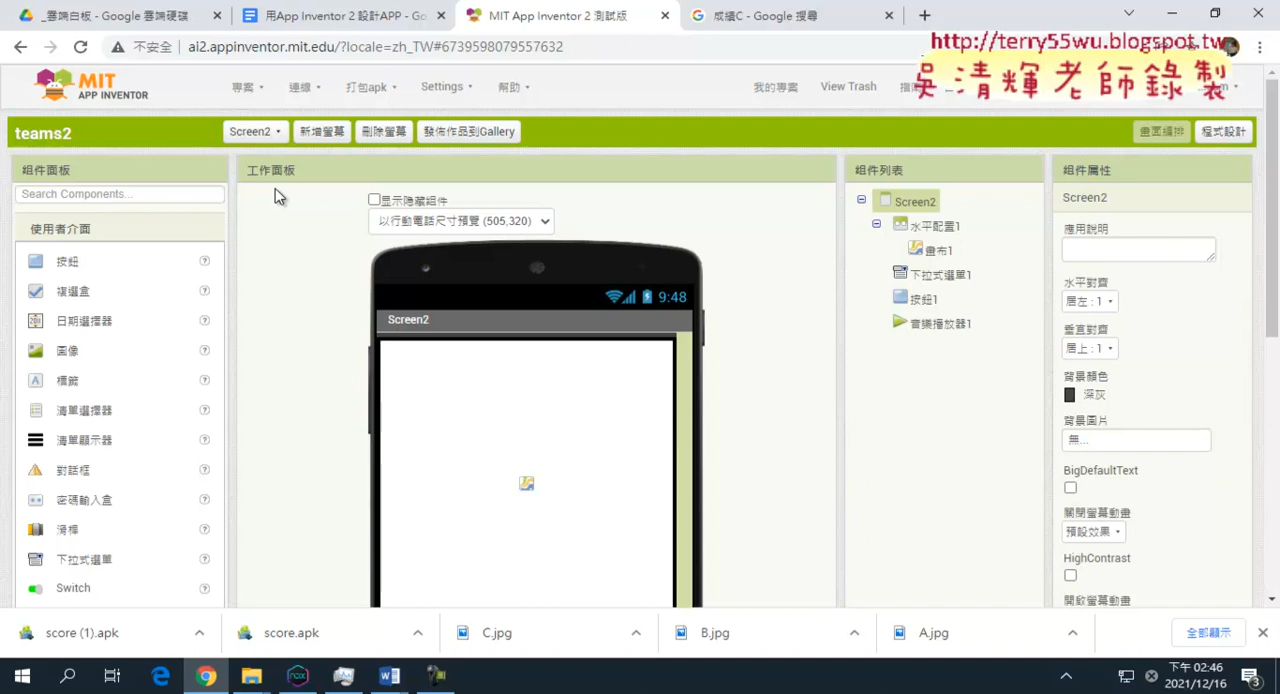 _雲端白板 - Google 雲端硬碟
用App Inventor 2 設計APP - Go
MIT App Inventor 2 測試版
成績C - Google 搜尋
不安全
ai2.appinventor.mit.edu/?locale=zh_TW#6739598079557632
http://terry55wu.blogspot.tw
吳清輝老師錄製
MIT
APP INVENTOR
專案
連線
打包apk
Settings
幫助
我的專案
View Trash
teams2
Screen2
新增螢幕
刪除螢幕
發佈作品到Gallery
畫面編排
程式設計
組件面板
Search Components...
使用者介面
按鈕
複選盒
日期選擇器
圖像
標籤
清單選擇器
清單顯示器
對話框
密碼輸入盒
滑桿
下拉式選單
Switch
工作面板
显示隐藏组件
以行動電話尺寸預覽 (505,320)
9:48
Screen2
組件列表
Screen2
水平配置1
畫布1
下拉式選單1
按鈕1
音樂播放器1
組件屬性
Screen2
應用說明
水平對齊
居左 : 1
垂直對齊
居上 : 1
背景顏色
深灰
背景圖片
無...
BigDefaultText
關閉螢幕動畫
預設效果
HighContrast
開啟螢幕動畫
score (1).apk
score.apk
C.jpg
B.jpg
A.jpg
全部顯示
下午 02:46
2021/12/16
3